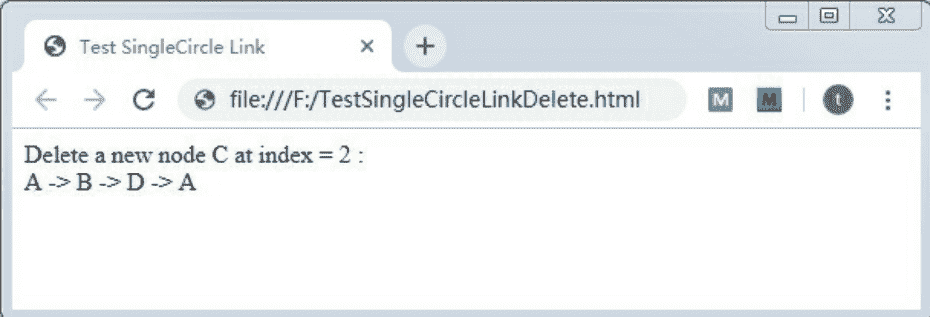 Test SingleCircle Link
file:///F:/TestSingleCircleLinkDelete.html
M
M
t
Delete a new node C at index = 2 :
A -> B -> D -> A